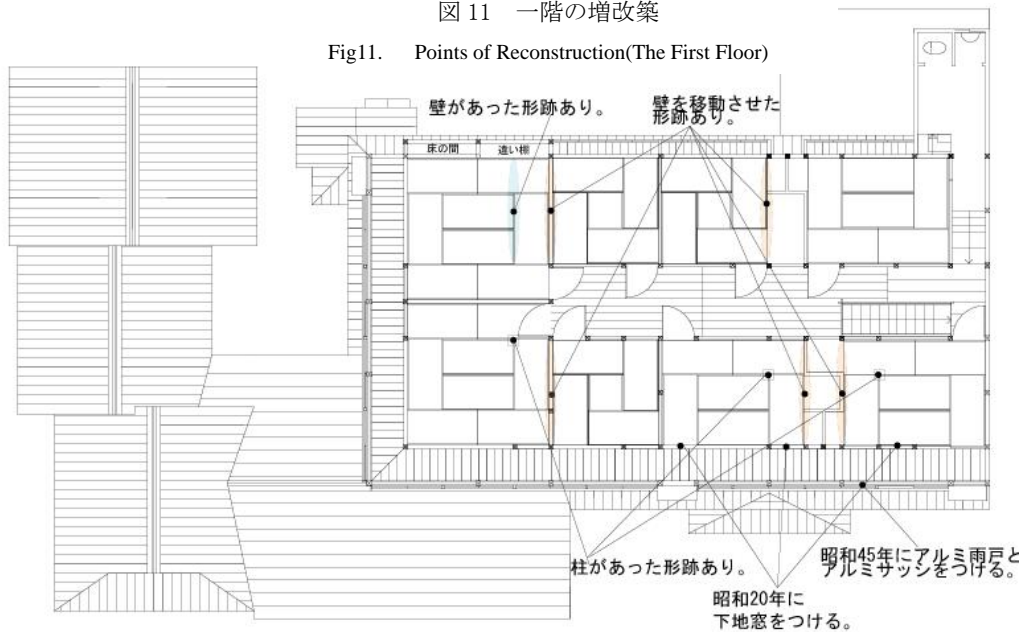 図 11 一階の増改築
Fig11. Points of Reconstruction(The First Floor)
壁があった形跡あり。
壁を移動させた
形跡あり。
床の間
違い棚
柱があった形跡あり。
昭和20年に
下地窓をつける。
昭和45年にアルミ雨戸と
アルミサッシをつける。